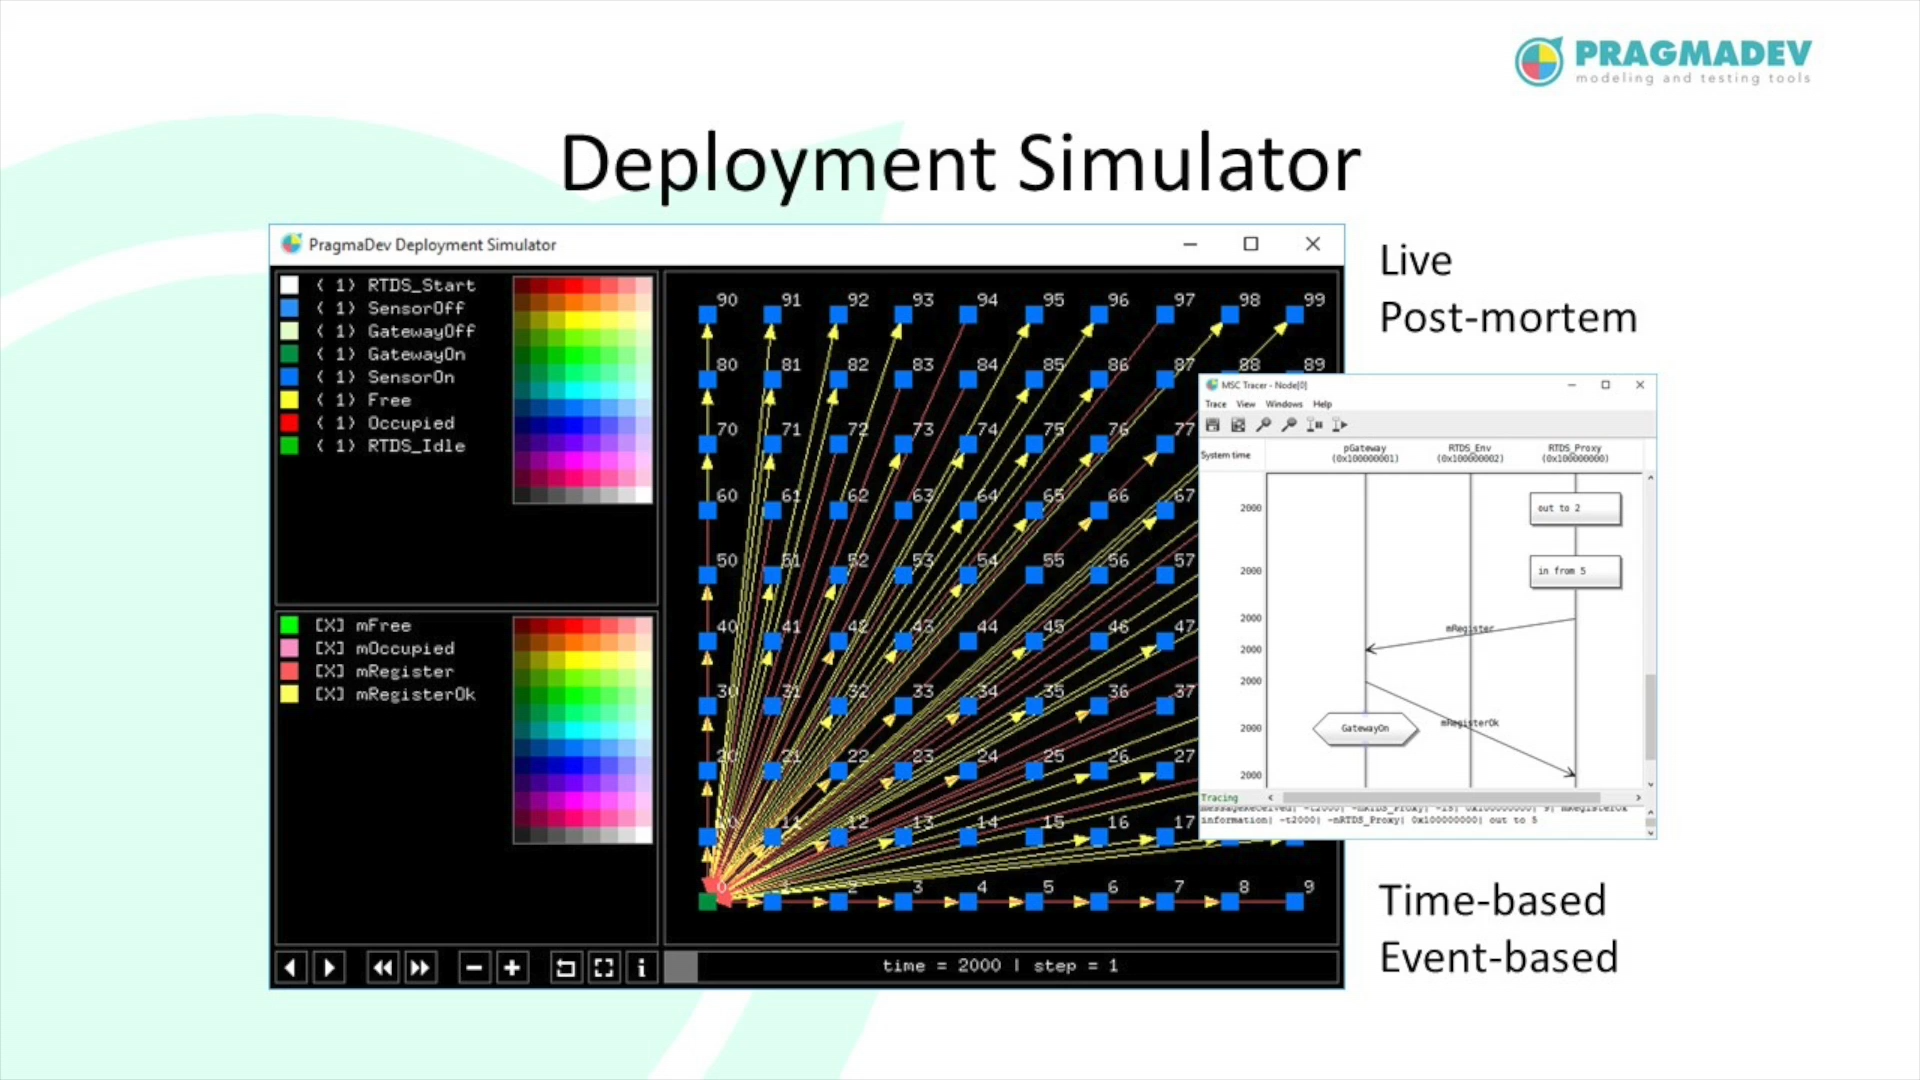 PRAGMADEV
modeling and testing tools
Deployment Simulator
PragmaDev Deployment Simulator
( 1) RTDS_Start
( 1) SensorOff
( 1) GatewayOff
( 1) GatewayOn
( 1) SensorOn
( 1) Free
( 1) Occupied
( 1) RTDS_Idle
[X] mFree
[X] mOccupied
[X] mRegister
[X] mRegisterOk
90 91 92 93 94 95 96 97 98 99
80 81 82 83 84 85 86 87 88 89
70 71 72 73 74 75 76 77
60 61 62 63 64 65 66 67
50 51 52 53 54 55 56 57
40 41 42 43 44 45 46 47
30 31 32 33 34 35 36 37
20 21 22 23 24 25 26 27
11 12 13 14 15 16 17
0 1 2 3 4 5 6 7 8 9
time = 2000 | step = 1
Live
Post-mortem
MSC Tracer - Node[0]
Trace View Windows Help
System time
pGateway
(0x100000001)
RTDS_Env
(0x100000002)
RTDS_Proxy
(0x100000000)
2000
out to 2
2000
in from 5
2000
mRegister
2000
2000
mRegisterOk
2000
GatewayOn
2000
Tracing
information| -t2000| -nRTDS_Proxy| 0x100000000| out to 5
Time-based
Event-based